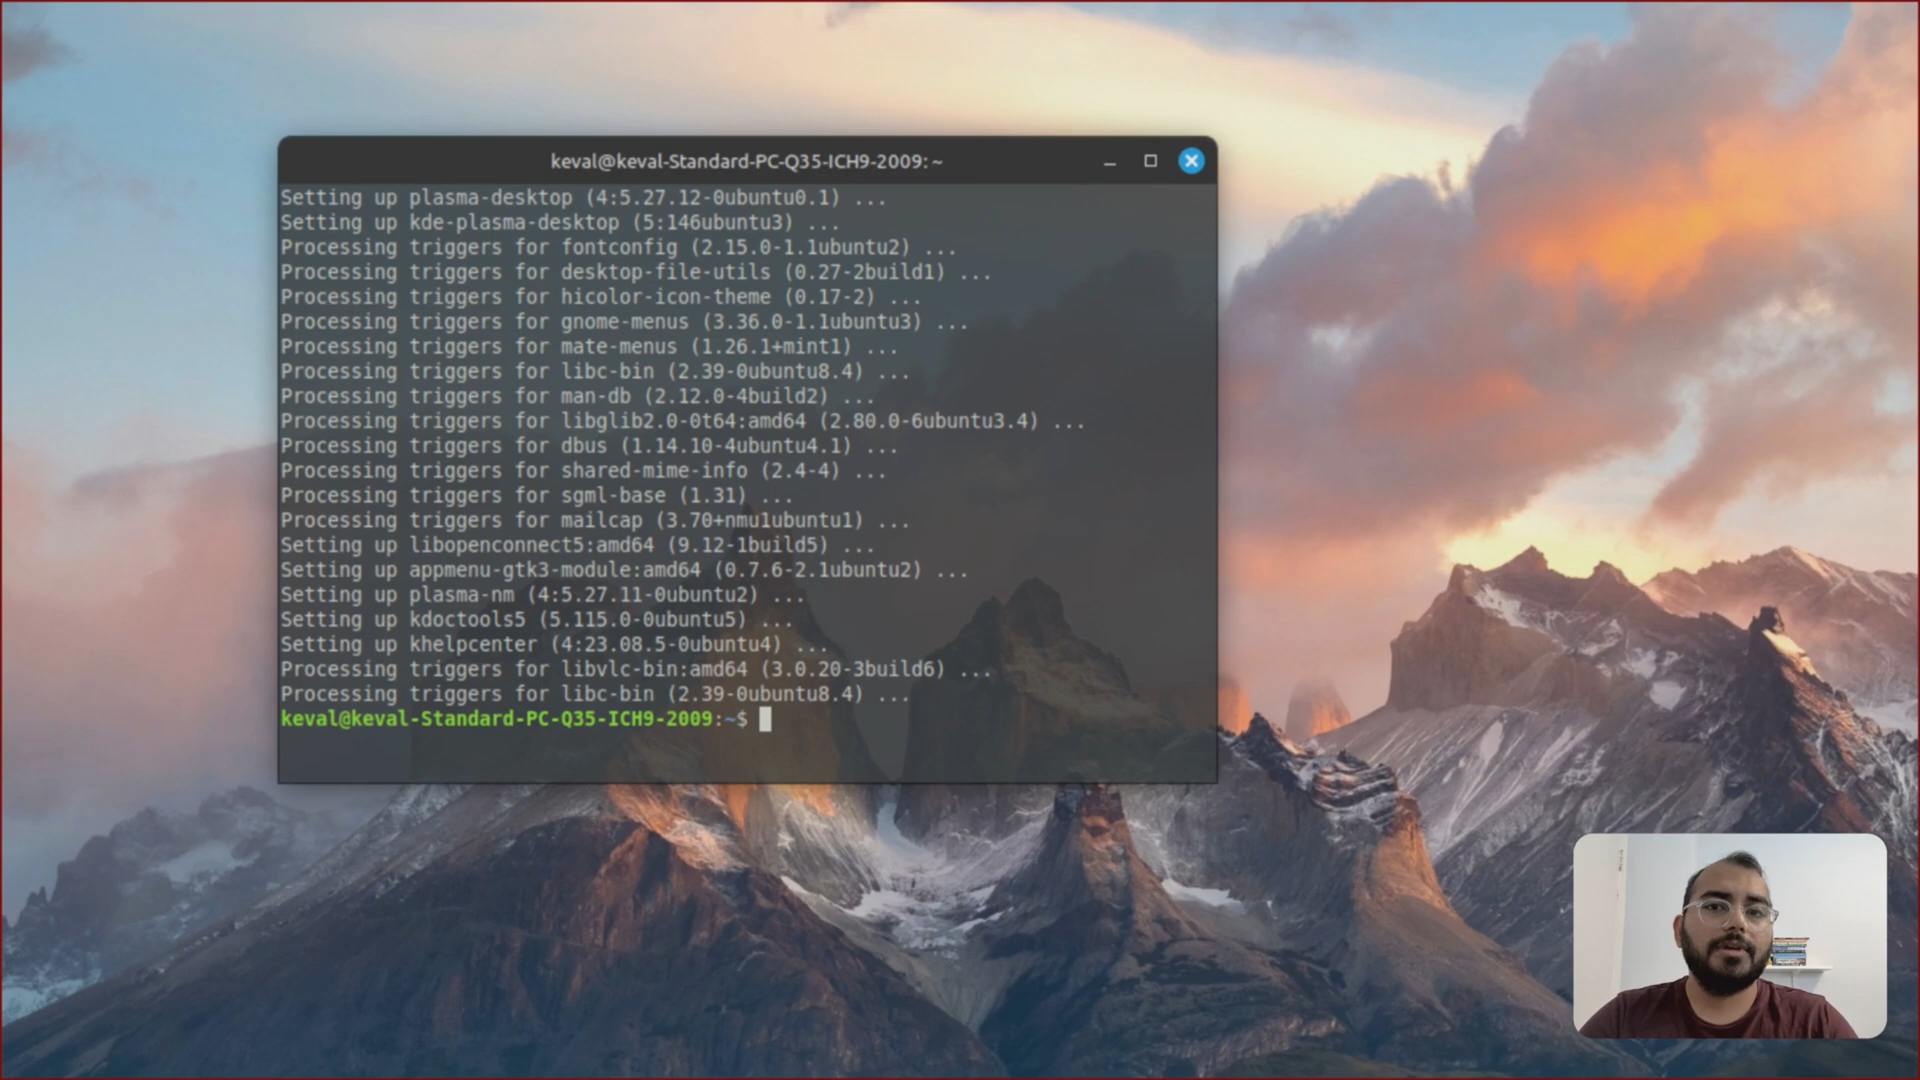 keval@keval-Standard-PC-Q35-ICH9-2009: ~
Setting up plasma-desktop (4:5.27.12-0ubuntu0.1) ...
Setting up kde-plasma-desktop (5:146ubuntu3) ...
Processing triggers for fontconfig (2.15.0-1.1ubuntu2) ...
Processing triggers for desktop-file-utils (0.27-2build1) ...
Processing triggers for hicolor-icon-theme (0.17-2) ...
Processing triggers for gnome-menus (3.36.0-1.1ubuntu3) ...
Processing triggers for mate-menus (1.26.1+mint1) ...
Processing triggers for libc-bin (2.39-0ubuntu8.4) ...
Processing triggers for man-db (2.12.0-4build2) ...
Processing triggers for libglib2.0-0t64:amd64 (2.80.0-6ubuntu3.4) ...
Processing triggers for dbus (1.14.10-4ubuntu4.1) ...
Processing triggers for shared-mime-info (2.4-4) ...
Processing triggers for sgml-base (1.31) ...
Processing triggers for mailcap (3.70+nmu1ubuntu1) ...
Setting up libopenconnect5:amd64 (9.12-1build5) ...
Setting up appmenu-gtk3-module:amd64 (0.7.6-2.1ubuntu2) ...
Setting up plasma-nm (4:5.27.11-0ubuntu2) ...
Setting up kdoctools5 (5.115.0-0ubuntu5) ...
Setting up khelpcenter (4:23.08.5-0ubuntu4) ...
Processing triggers for libvlc-bin:amd64 (3.0.20-3build6) ...
Processing triggers for libc-bin (2.39-0ubuntu8.4) ...
keval@keval-Standard-PC-Q35-ICH9-2009:~$